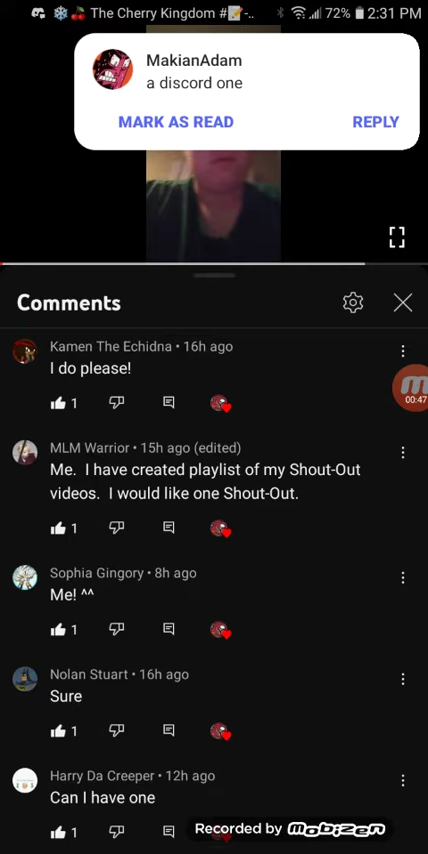 The Cherry Kingdom #📝-..
72%
2:31 PM
MakianAdam
a discord one
MARK AS READ
REPLY
Comments
Kamen The Echidna • 16h ago
I do please!
1
00:47
MLM Warrior • 15h ago (edited)
Me. I have created playlist of my Shout-Out
videos. I would like one Shout-Out.
1
Sophia Gingory • 8h ago
Me! ^^
1
Nolan Stuart • 16h ago
Sure
1
Harry Da Creeper • 12h ago
Can I have one
1
Recorded by mobizen